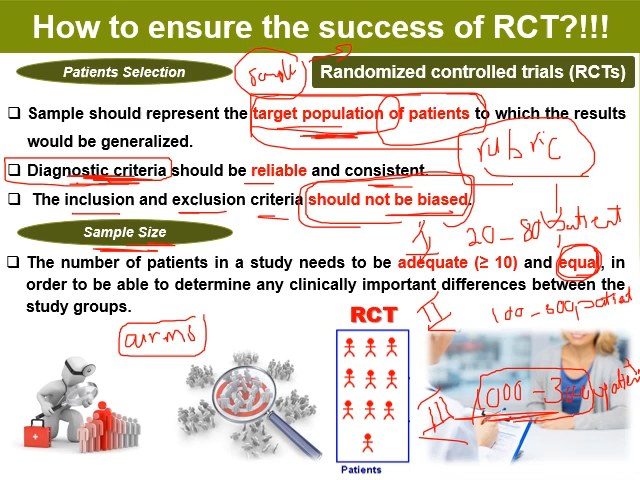 How to ensure the success of RCT?!!!
Patients Selection
sample
Randomized controlled trials (RCTs)
Sample should represent the target population of patients to which the results
would be generalized.
rubric
Diagnostic criteria should be reliable and consistent.
The inclusion and exclusion criteria should not be biased.
I 20 - 80 patient
Sample Size
The number of patients in a study needs to be adequate (≥ 10) and equal, in
order to be able to determine any clinically important differences between the
study groups.
II 100 - 300 patient
RCT
III 1000 - 3000 patient
Patients